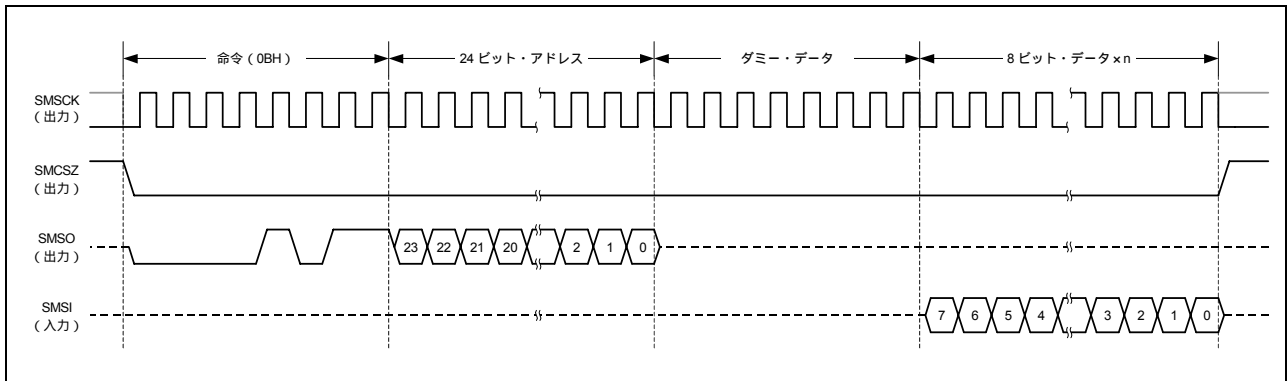 命令（0BH）
24 ビット・アドレス
ダミー・データ
8 ビット・データ×n
SMSCK
（出力）
SMCSZ
（出力）
SMSO
（出力）
23 22 21 20 2 1 0
SMSI
（入力）
7 6 5 4 3 2 1 0